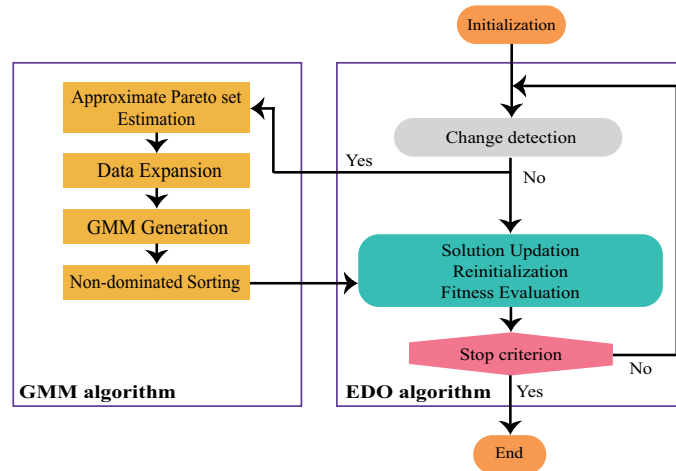 Initialization
Approximate Pareto set
Estimation
Change detection
Yes
No
Data Expansion
GMM Generation
Solution Updation
Reinitialization
Fitness Evaluation
Non-dominated Sorting
Stop criterion
No
Yes
GMM algorithm
EDO algorithm
End